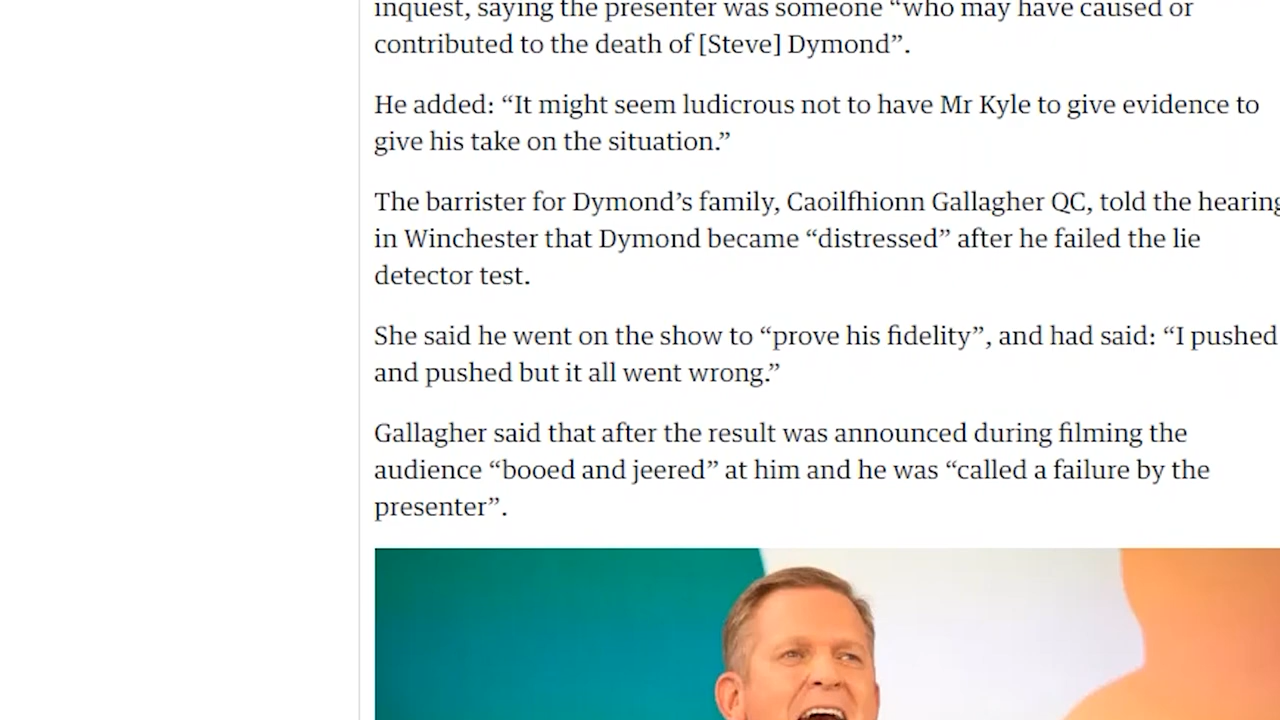 inquest, saying the presenter was someone “who may have caused or
contributed to the death of [Steve] Dymond”.
He added: “It might seem ludicrous not to have Mr Kyle to give evidence to
give his take on the situation.”
The barrister for Dymond’s family, Caoilfhionn Gallagher QC, told the hearing
in Winchester that Dymond became “distressed” after he failed the lie
detector test.
She said he went on the show to “prove his fidelity”, and had said: “I pushed
and pushed but it all went wrong.”
Gallagher said that after the result was announced during filming the
audience “booed and jeered” at him and he was “called a failure by the
presenter”.